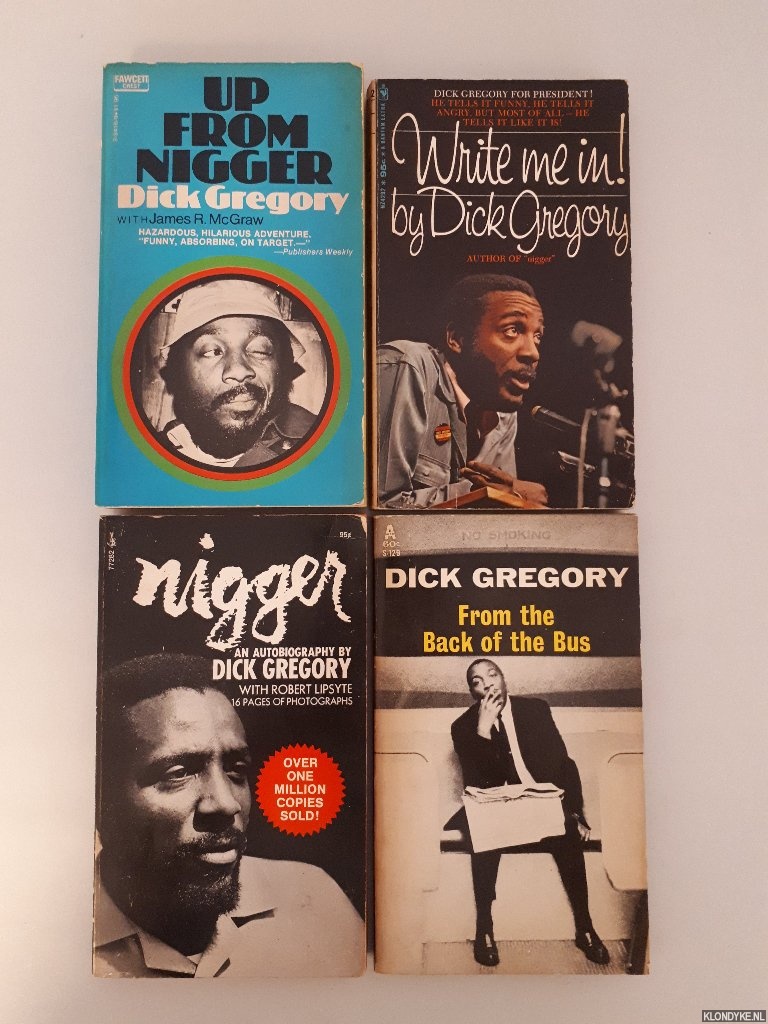 FAWCETT
CREST
UP
FROM
NIGGER
Dick Gregory
WITH James R. McGraw
HAZARDOUS, HILARIOUS ADVENTURE.
"FUNNY, ABSORBING, ON TARGET.—"
—Publishers Weekly
DICK GREGORY FOR PRESIDENT!
HE TELLS IT FUNNY, HE TELLS IT
ANGRY, BUT MOST OF ALL—HE
TELLS IT LIKE IT IS!
Write me in!
by Dick Gregory
AUTHOR OF "nigger"
95¢
77262
nigger
AN AUTOBIOGRAPHY BY
DICK GREGORY
WITH ROBERT LIPSYTE
16 PAGES OF PHOTOGRAPHS
OVER
ONE
MILLION
COPIES
SOLD!
A
60¢
S-129
NO SMOKING
DICK GREGORY
From the
Back of the Bus
KLONDYKE.NL